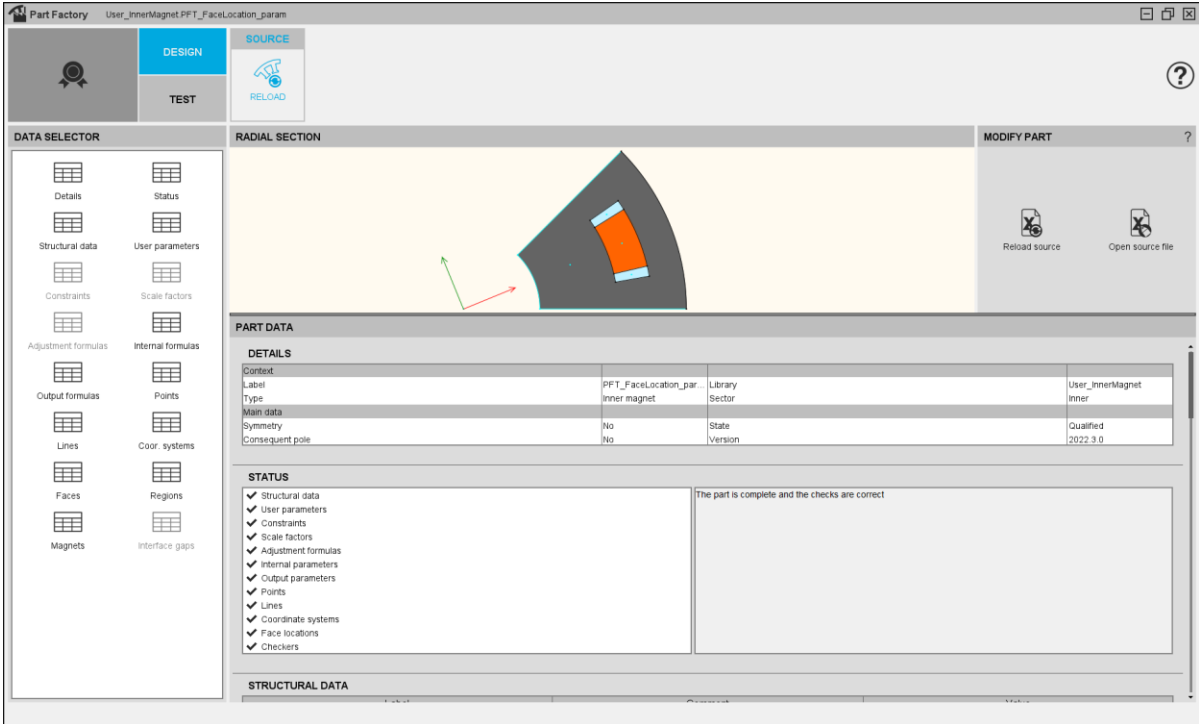 Part Factory User_InnerMagnet.PFT_FaceLocation_param
DESIGN
TEST
SOURCE
RELOAD
?
DATA SELECTOR
Details Status
Structural data User parameters
Constraints Scale factors
Adjustment formulas Internal formulas
Output formulas Points
Lines Coor. systems
Faces Regions
Magnets Interface gaps
RADIAL SECTION
MODIFY PART ?
Reload source Open source file
PART DATA
DETAILS
Context
Label PFT_FaceLocation_par... Library User_InnerMagnet
Type Inner magnet Sector Inner
Main data
Symmetry No State Qualified
Consequent pole No Version 2022.3.0
STATUS
Structural data
User parameters
Constraints
Scale factors
Adjustment formulas
Internal parameters
Output parameters
Points
Lines
Coordinate systems
Face locations
Checkers
The part is complete and the checks are correct
STRUCTURAL DATA